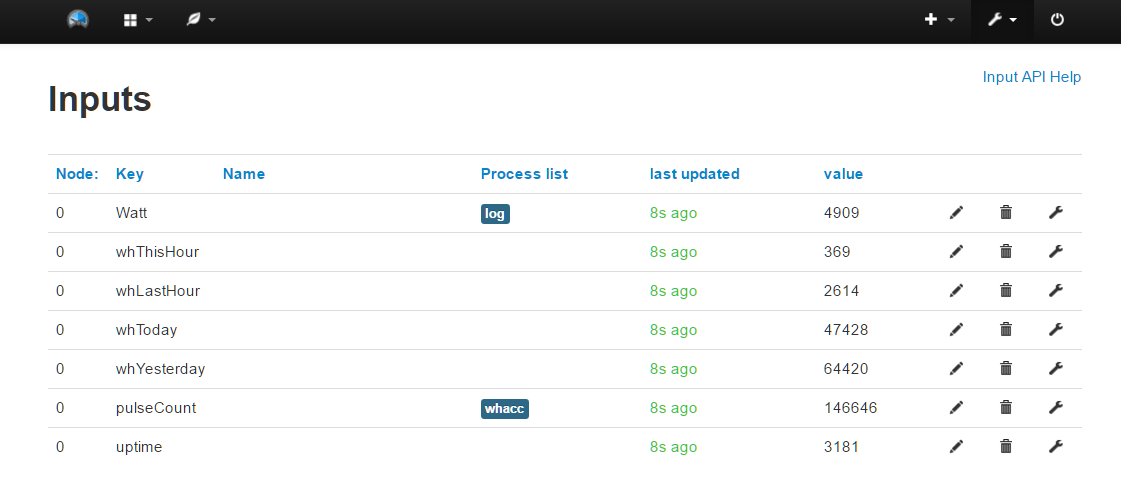 Input API Help
Inputs
Node: Key Name Process list last updated value
0 Watt log 8s ago 4909
0 whThisHour 8s ago 369
0 whLastHour 8s ago 2614
0 whToday 8s ago 47428
0 whYesterday 8s ago 64420
0 pulseCount whacc 8s ago 146646
0 uptime 8s ago 3181